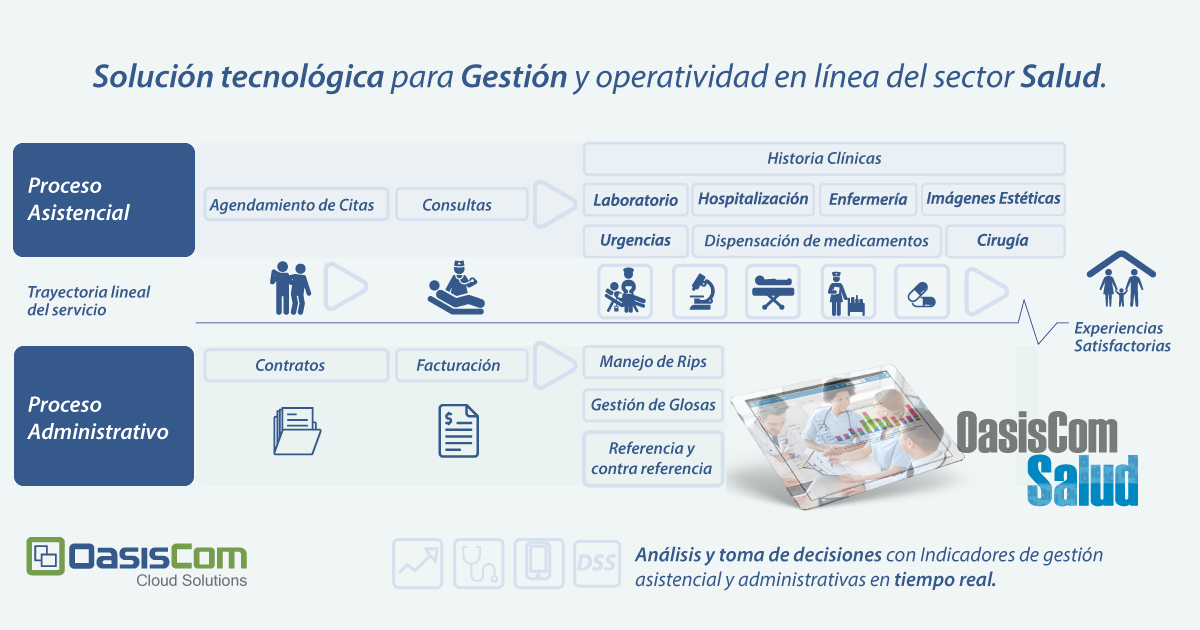 Solución tecnológica para Gestión y operatividad en línea del sector Salud.
Proceso
Asistencial
Agendamiento de Citas
Consultas
Historia Clínicas
Laboratorio
Hospitalización
Enfermería
Imágenes Estéticas
Urgencias
Dispensación de medicamentos
Cirugía
Trayectoria lineal
del servicio
Experiencias
Satisfactorias
Proceso
Administrativo
Contratos
Facturación
$
Manejo de Rips
Gestión de Glosas
Referencia y
contra referencia
OasisCom
Salud
OasisCom
Cloud Solutions
DSS
Análisis y toma de decisiones con Indicadores de gestión
asistencial y administrativas en tiempo real.